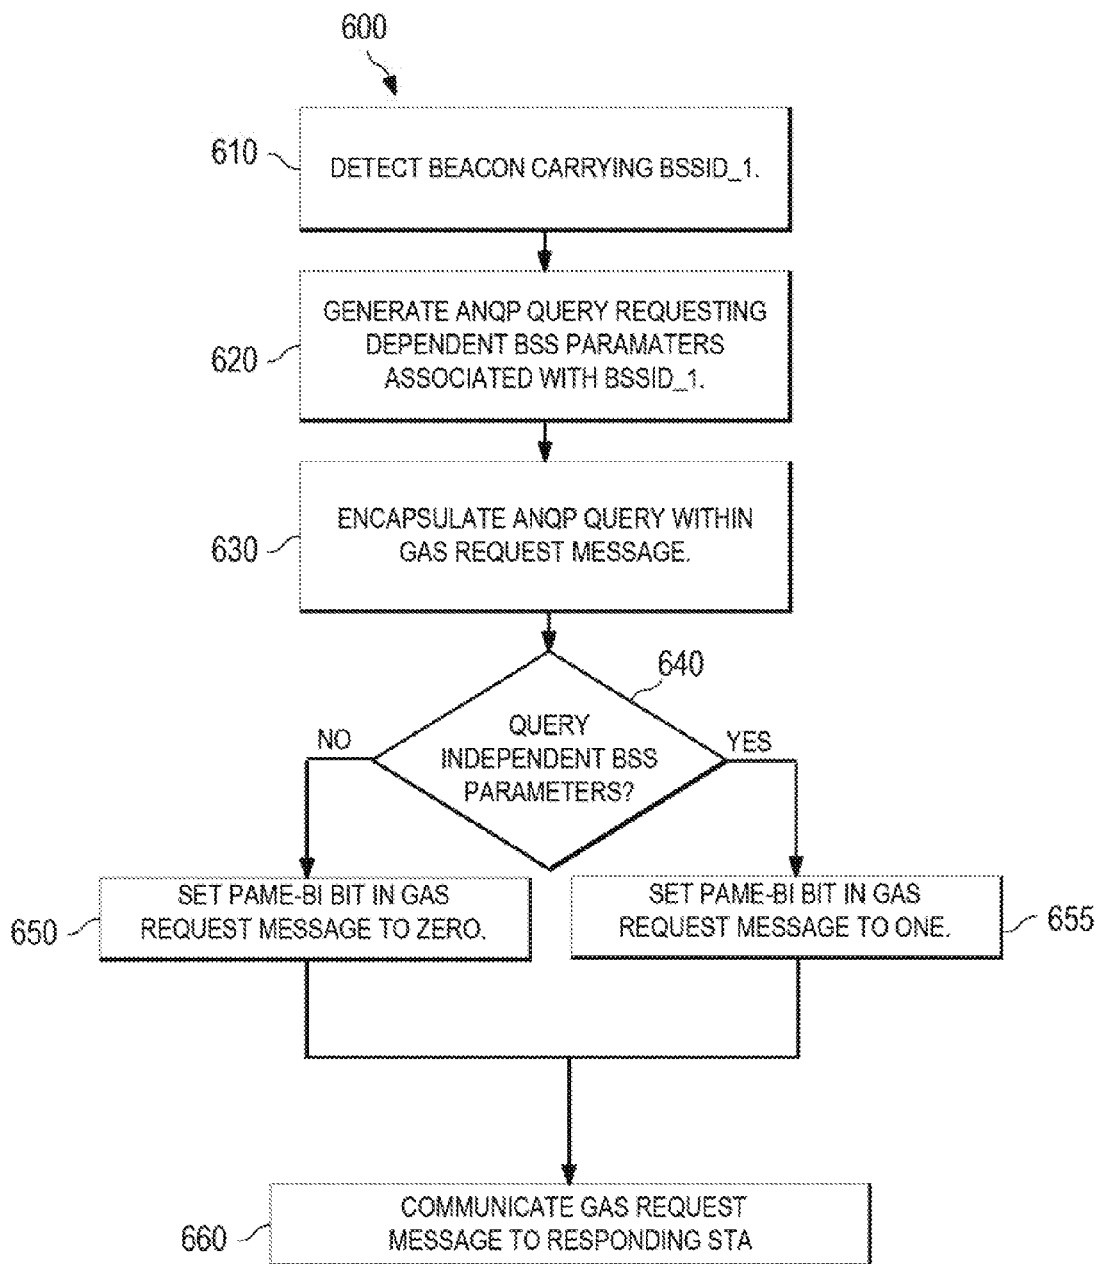 600
610
DETECT BEACON CARRYING BSSID_1.
GENERATE ANQP QUERY REQUESTING
DEPENDENT BSS PARAMATERS
ASSOCIATED WITH BSSID_1.
620
ENCAPSULATE ANQP QUERY WITHIN
GAS REQUEST MESSAGE.
630
640
QUERY
INDEPENDENT BSS
PARAMETERS?
NO
YES
SET PAME-BI BIT IN GAS
REQUEST MESSAGE TO ZERO.
650
SET PAME-BI BIT IN GAS
REQUEST MESSAGE TO ONE.
655
COMMUNICATE GAS REQUEST
MESSAGE TO RESPONDING STA
660